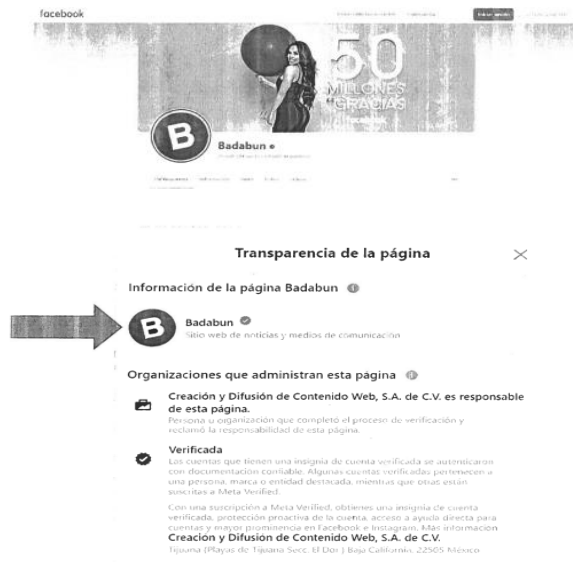 facebook
50
MILLONES
GRACIAS
facebook
B
Badabun
Transparencia de la página
Información de la página Badabun
B
Badabun
Sitio web de noticias y medios de comunicación
Organizaciones que administran esta página
Creación y Difusión de Contenido Web, S.A. de C.V. es responsable
de esta página.
Persona u organización que completó el proceso de verificación y
reclamó la responsabilidad de esta página.
Verificada
Las cuentas que tienen una insignia de cuenta verificada se autenticaron
con documentación confiable. Algunas cuentas verificadas pertenecen a
una persona, marca o entidad destacada, mientras que otras están
suscritas a Meta Verified.
Con una suscripción a Meta Verified, obtienes una insignia de cuenta
verificada, protección proactiva de la cuenta, acceso a ayuda directa para
cuentas y mayor prominencia en Facebook e Instagram. Más información
Creación y Difusión de Contenido Web, S.A. de C.V.
Tijuana (Playas de Tijuana Secc. El Dor.) Baja California, 22505 México